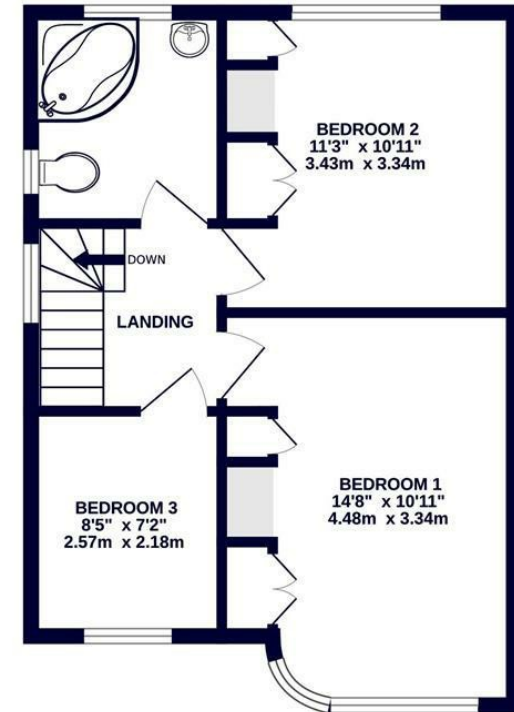 BEDROOM 2
11'3" x 10'11"
3.43m x 3.34m
DOWN
LANDING
BEDROOM 3
8'5" x 7'2"
2.57m x 2.18m
BEDROOM 1
14'8" x 10'11"
4.48m x 3.34m